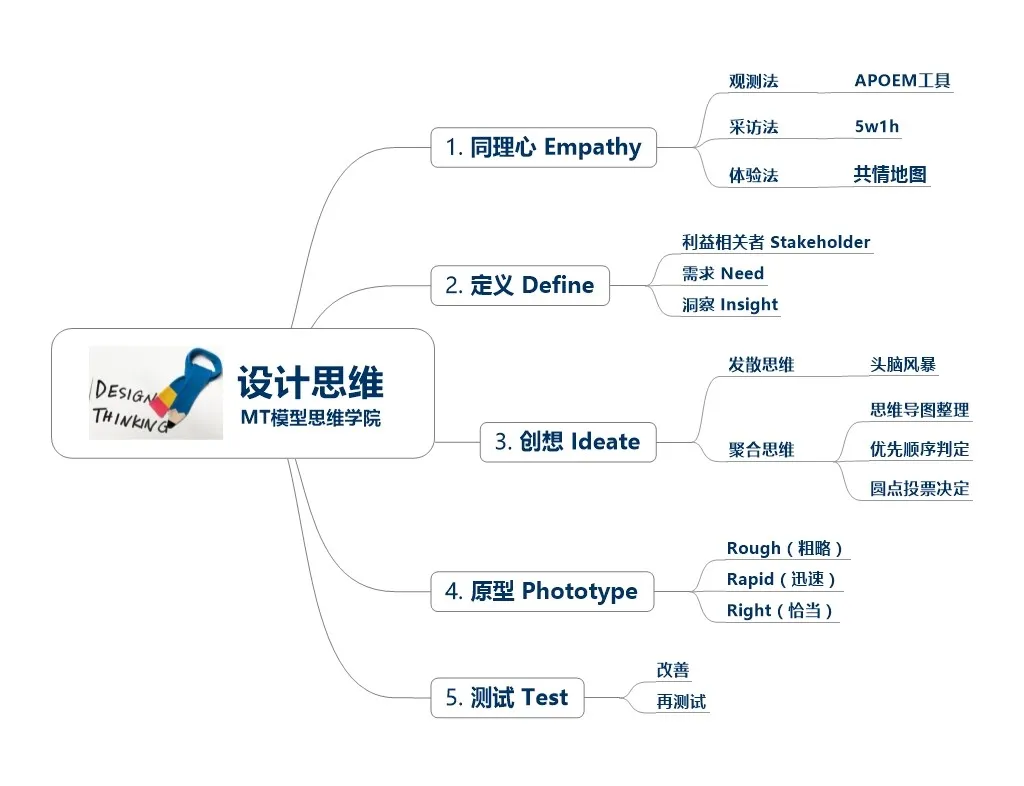 DESIGN
THINKING
设计思维
MT模型思维学院
1. 同理心 Empathy
观测法 APOEM工具
采访法 5w1h
体验法 共情地图
2. 定义 Define
利益相关者 Stakeholder
需求 Need
洞察 Insight
3. 创想 Ideate
发散思维 头脑风暴
聚合思维
思维导图整理
优先顺序判定
圆点投票决定
4. 原型 Phototype
Rough（粗略）
Rapid（迅速）
Right（恰当）
5. 测试 Test
改善
再测试